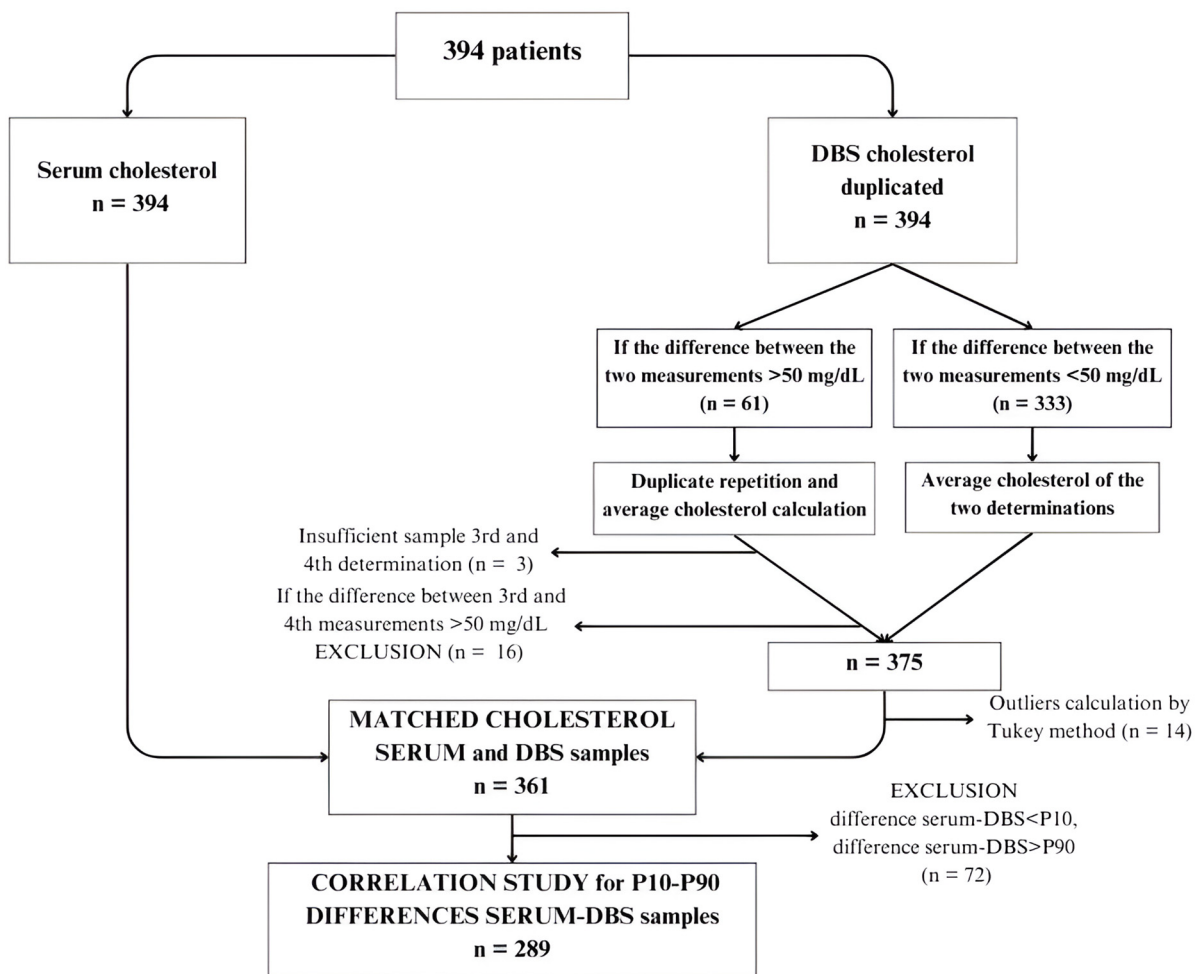 394 patients
Serum cholesterol
n = 394
DBS cholesterol
duplicated
n = 394
If the difference between the
two measurements >50 mg/dL
(n = 61)
If the difference between the
two measurements <50 mg/dL
(n = 333)
Duplicate repetition and
average cholesterol calculation
Average cholesterol of the
two determinations
Insufficient sample 3rd and
4th determination (n = 3)
If the difference between 3rd and
4th measurements >50 mg/dL
EXCLUSION (n = 16)
n = 375
Outliers calculation by
Tukey method (n = 14)
MATCHED CHOLESTEROL
SERUM and DBS samples
n = 361
EXCLUSION
difference serum-DBS<P10,
difference serum-DBS>P90
(n = 72)
CORRELATION STUDY for P10-P90
DIFFERENCES SERUM-DBS samples
n = 289